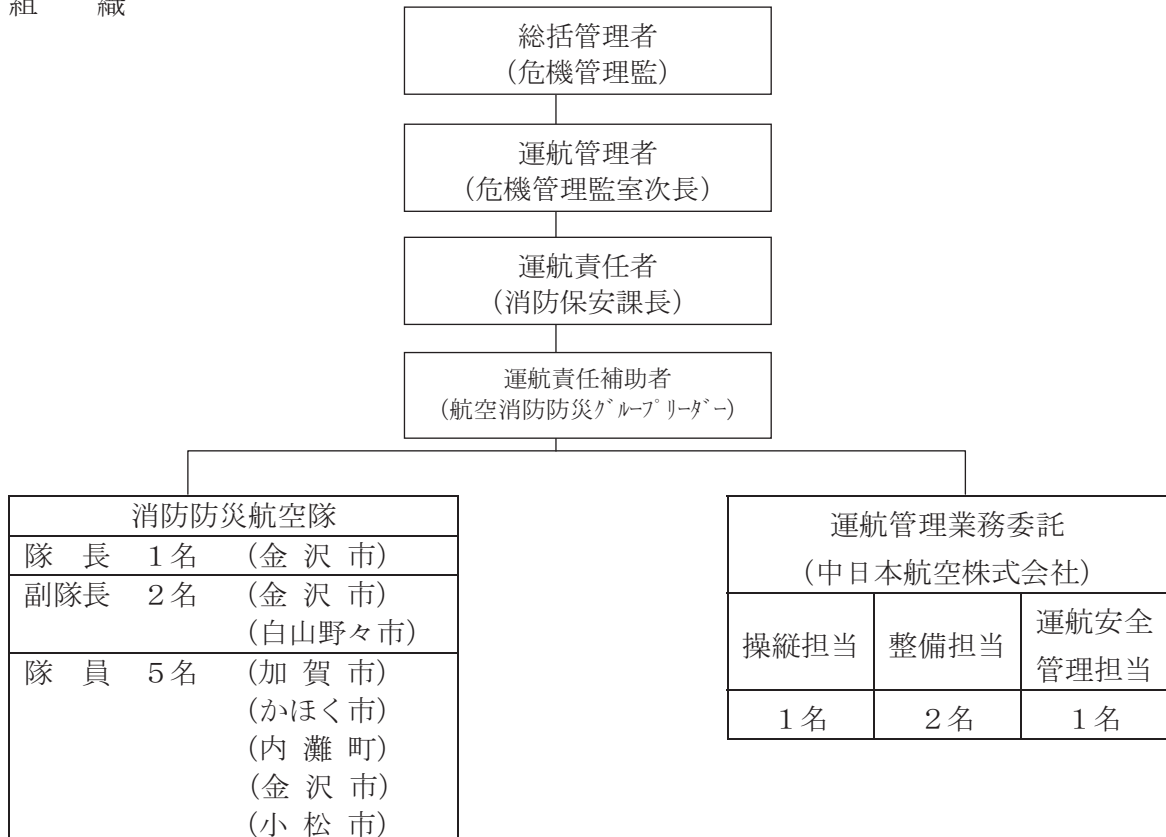 組　織
総括管理者
(危機管理監)
運航管理者
(危機管理監室次長)
運航責任者
(消防保安課長)
運航責任補助者
(航空消防防災ｸﾞﾙｰﾌﾟﾘｰﾀﾞｰ)
消防防災航空隊
隊　長　１名　(金 沢 市)
副隊長　２名　(金 沢 市)
(白山野々市)
隊　員　５名　(加 賀 市)
(かほく市)
(内 灘 町)
(金 沢 市)
(小 松 市)
運航管理業務委託
(中日本航空株式会社)
操縦担当　整備担当　運航安全
管理担当
１名　２名　１名